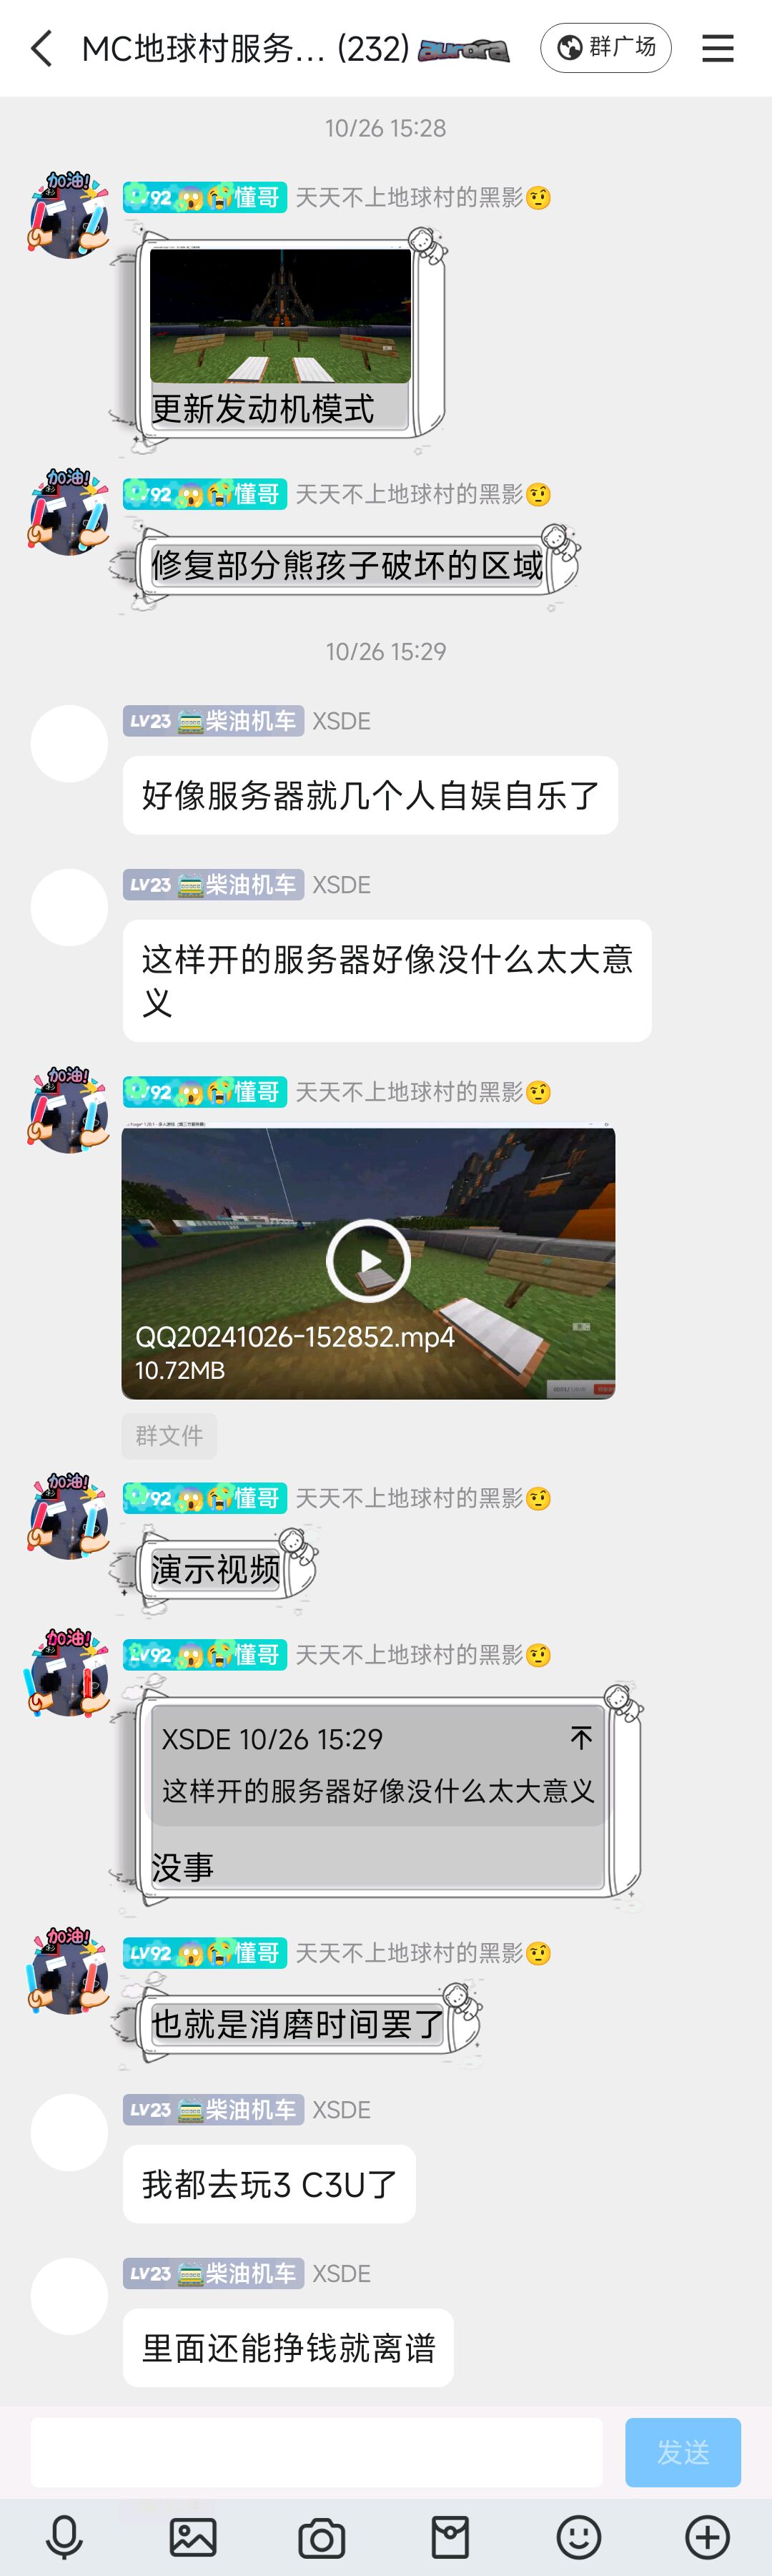 MC地球村服务... (232) aurora 群广场
10/26 15:28
加油!
LV92 懂哥 天天不上地球村的黑影
更新发动机模式
加油!
LV92 懂哥 天天不上地球村的黑影
修复部分熊孩子破坏的区域
10/26 15:29
LV23 柴油机车 XSDE
好像服务器就几个人自娱自乐了
LV23 柴油机车 XSDE
这样开的服务器好像没什么太大意
义
加油!
LV92 懂哥 天天不上地球村的黑影
QQ20241026-152852.mp4
10.72MB
群文件
加油!
LV92 懂哥 天天不上地球村的黑影
演示视频
加油!
LV92 懂哥 天天不上地球村的黑影
XSDE 10/26 15:29
这样开的服务器好像没什么太大意义
没事
加油!
LV92 懂哥 天天不上地球村的黑影
也就是消磨时间罢了
LV23 柴油机车 XSDE
我都去玩3 C3U了
LV23 柴油机车 XSDE
里面还能挣钱就离谱
发送